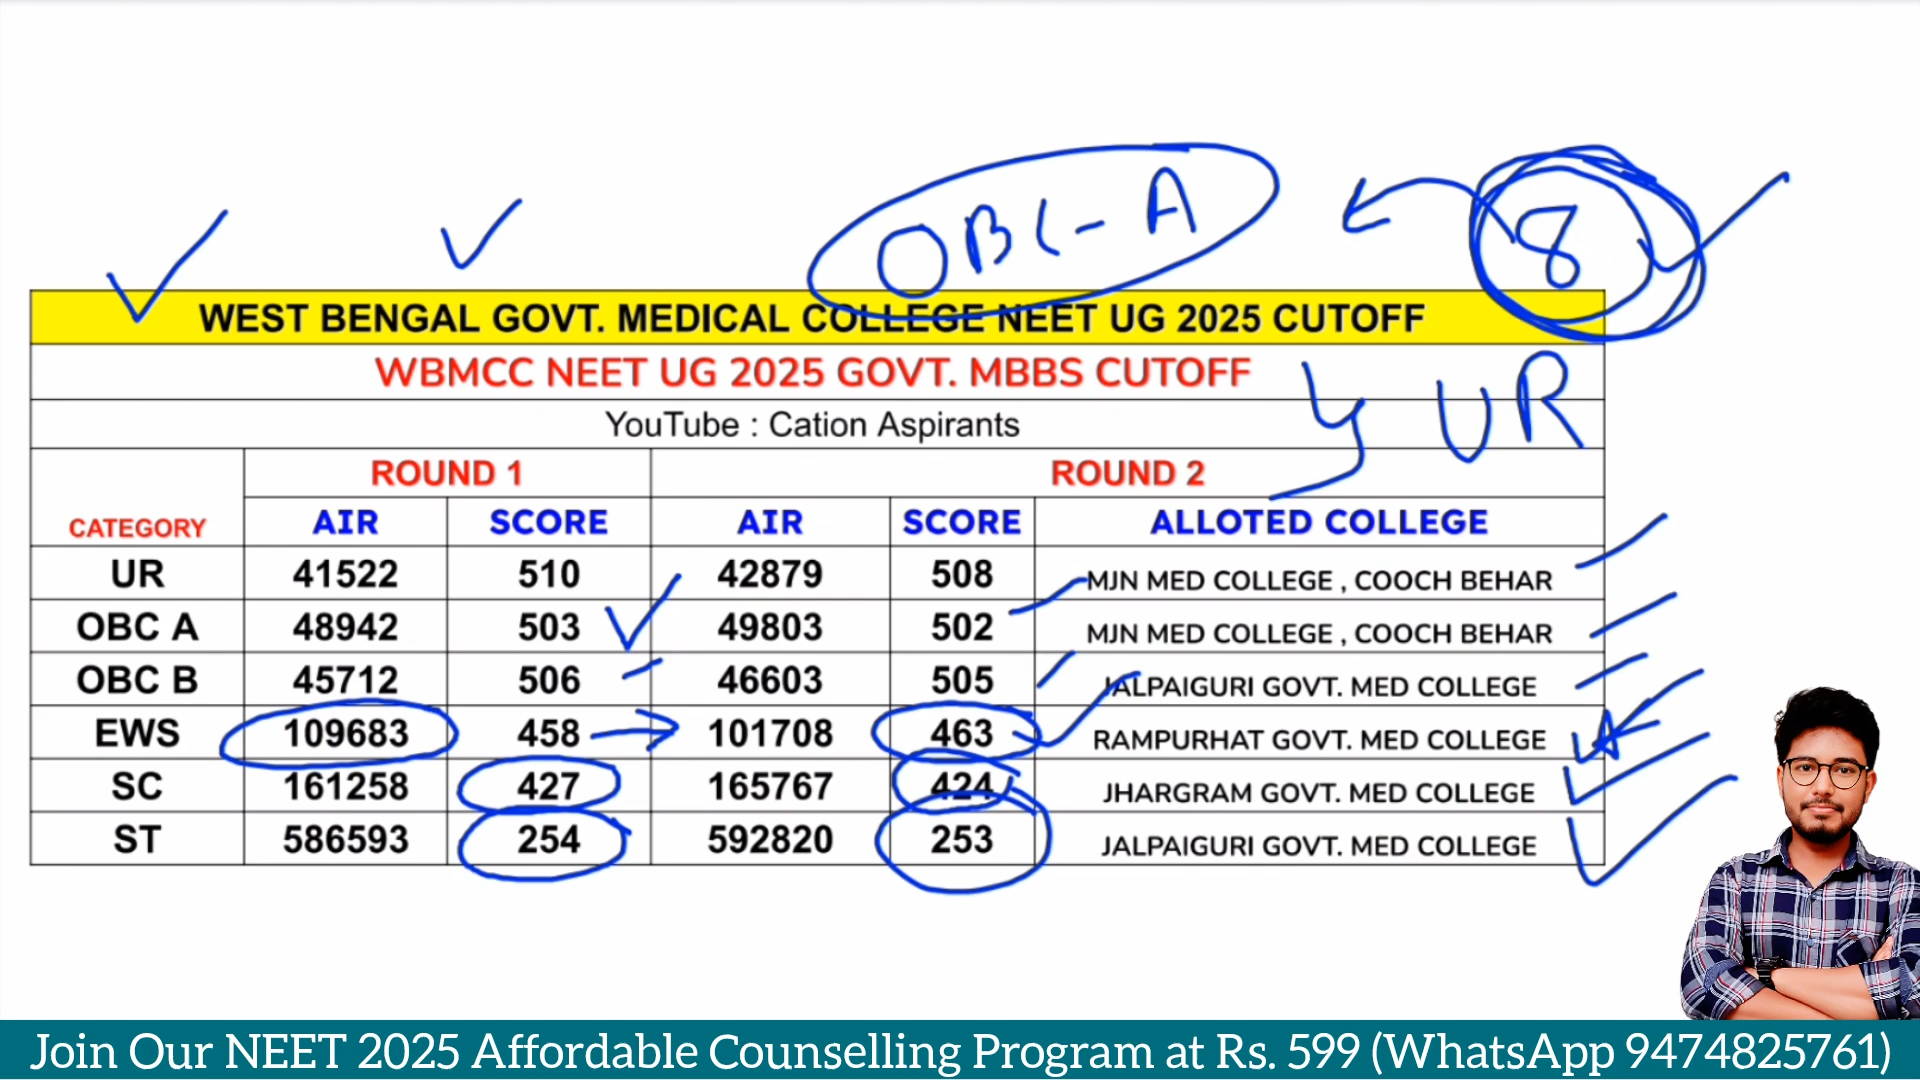 OBC-A
8
WEST BENGAL GOVT. MEDICAL COLLEGE NEET UG 2025 CUTOFF
WBMCC NEET UG 2025 GOVT. MBBS CUTOFF
UR
YouTube : Cation Aspirants
ROUND 1 ROUND 2
CATEGORY AIR SCORE AIR SCORE ALLOTED COLLEGE
UR 41522 510 42879 508 MJN MED COLLEGE , COOCH BEHAR
OBC A 48942 503 49803 502 MJN MED COLLEGE , COOCH BEHAR
OBC B 45712 506 46603 505 JALPAIGURI GOVT. MED COLLEGE
EWS 109683 458 101708 463 RAMPURHAT GOVT. MED COLLEGE
SC 161258 427 165767 424 JHARGRAM GOVT. MED COLLEGE
ST 586593 254 592820 253 JALPAIGURI GOVT. MED COLLEGE
Join Our NEET 2025 Affordable Counselling Program at Rs. 599 (WhatsApp 9474825761)